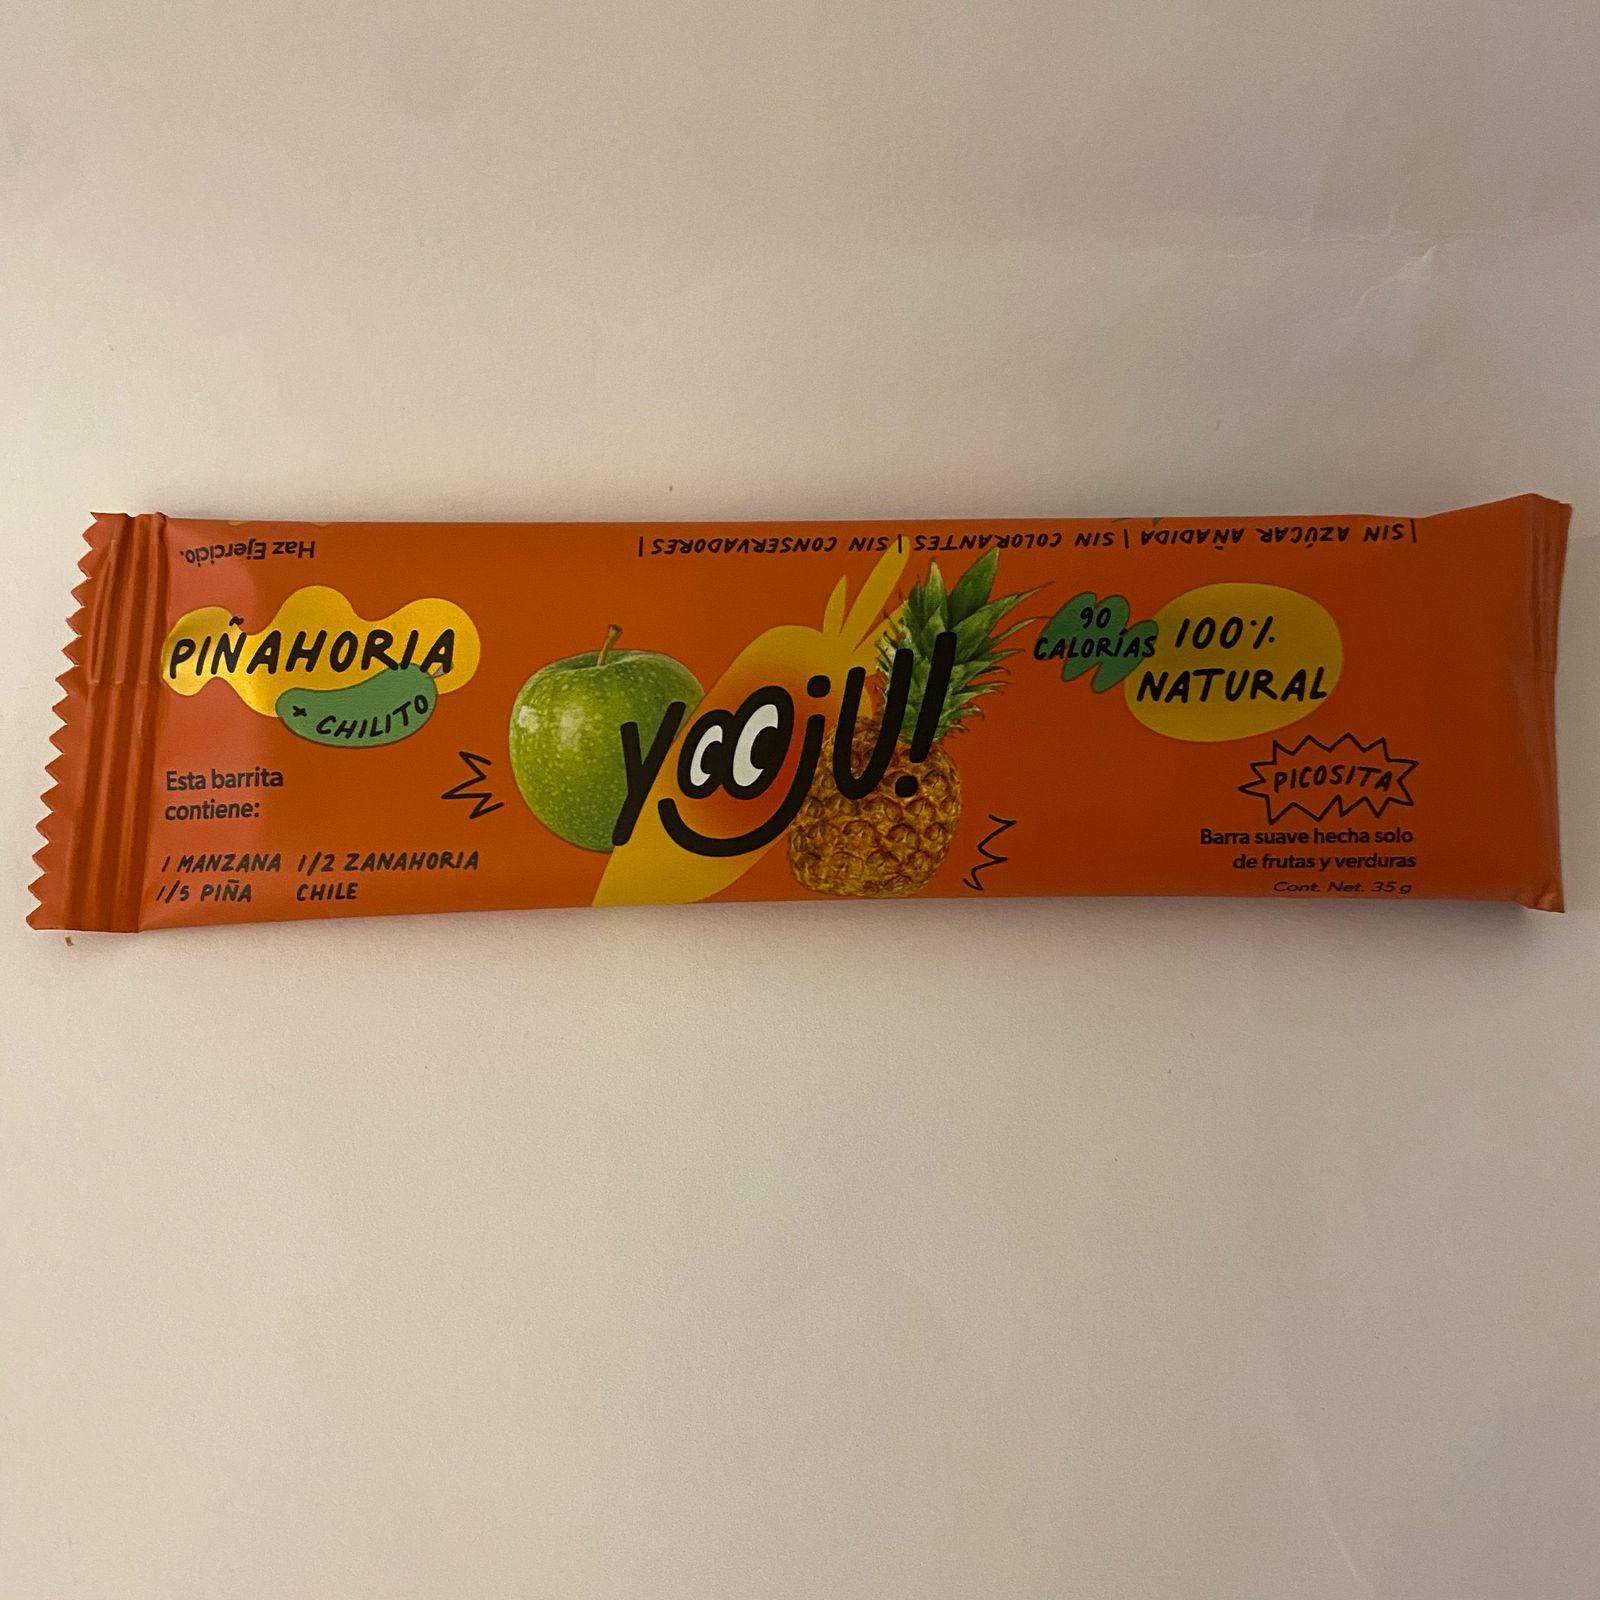 Haz Ejercicio.
| SIN AZÚCAR AÑADIDA | SIN COLORANTES | SIN CONSERVADORES |
PIÑAHORIA
+ CHILITO
Esta barrita
contiene:
1 MANZANA 1/2 ZANAHORIA
1/5 PIÑA CHILE
yooju!
90
CALORÍAS
100%
NATURAL
PICOSITA
Barra suave hecha solo
de frutas y verduras
Cont. Net. 35 g